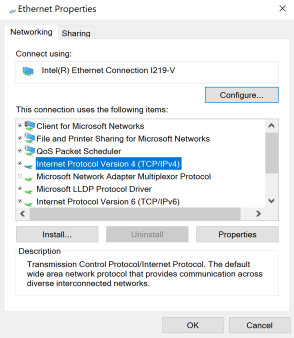 Ethernet Properties
Networking Sharing
Connect using:
Intel(R) Ethernet Connection I219-V
Configure...
This connection uses the following items:
Client for Microsoft Networks
File and Printer Sharing for Microsoft Networks
QoS Packet Scheduler
Internet Protocol Version 4 (TCP/IPv4)
Microsoft Network Adapter Multiplexor Protocol
Microsoft LLDP Protocol Driver
Internet Protocol Version 6 (TCP/IPv6)
Install... Uninstall Properties
Description
Transmission Control Protocol/Internet Protocol. The default
wide area network protocol that provides communication across
diverse interconnected networks.
OK Cancel